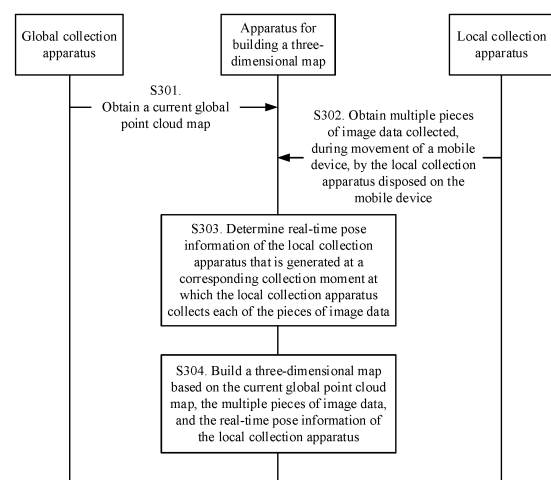 Global collection
apparatus
Apparatus for
building a three-
dimensional map
Local collection
apparatus
S301.
Obtain a current global
point cloud map
S302. Obtain multiple pieces
of image data collected,
during movement of a mobile
device, by the local collection
apparatus disposed on the
mobile device
S303. Determine real-time pose
information of the local collection
apparatus that is generated at a
corresponding collection moment at
which the local collection apparatus
collects each of the pieces of image data
S304. Build a three-dimensional map
based on the current global point cloud
map, the multiple pieces of image data,
and the real-time pose information of
the local collection apparatus